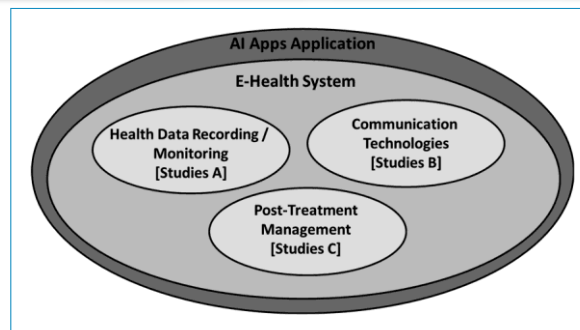 AI Apps Application
E-Health System
Health Data Recording /
Monitoring
[Studies A]
Communication
Technologies
[Studies B]
Post-Treatment
Management
[Studies C]